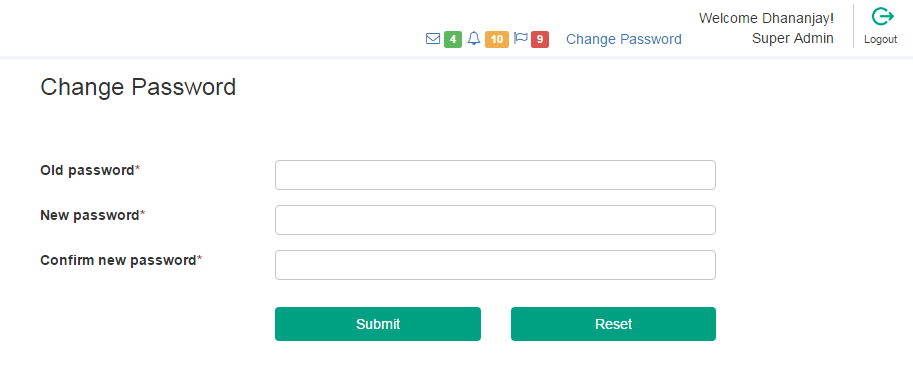 Welcome Dhananjay!
4 10 9 Change Password Super Admin Logout
Change Password
Old password*
New password*
Confirm new password*
Submit Reset